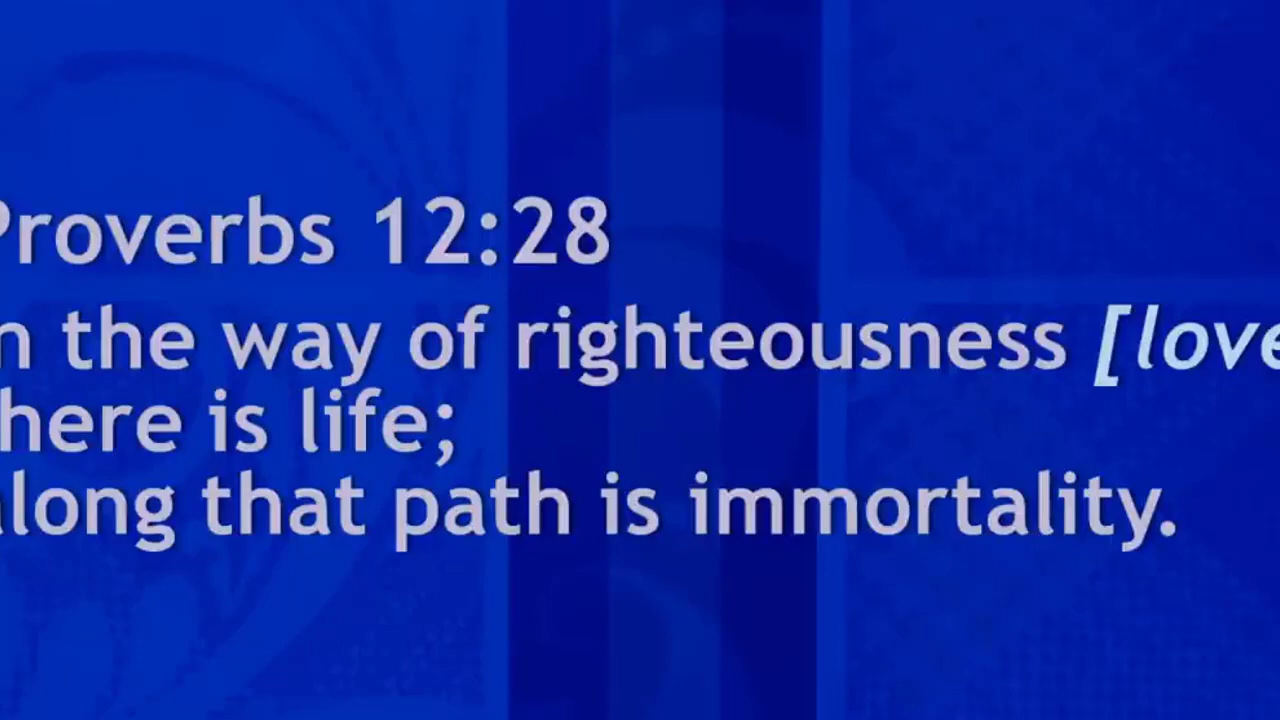 Proverbs 12:28
n the way of righteousness [love
here is life;
along that path is immortality.